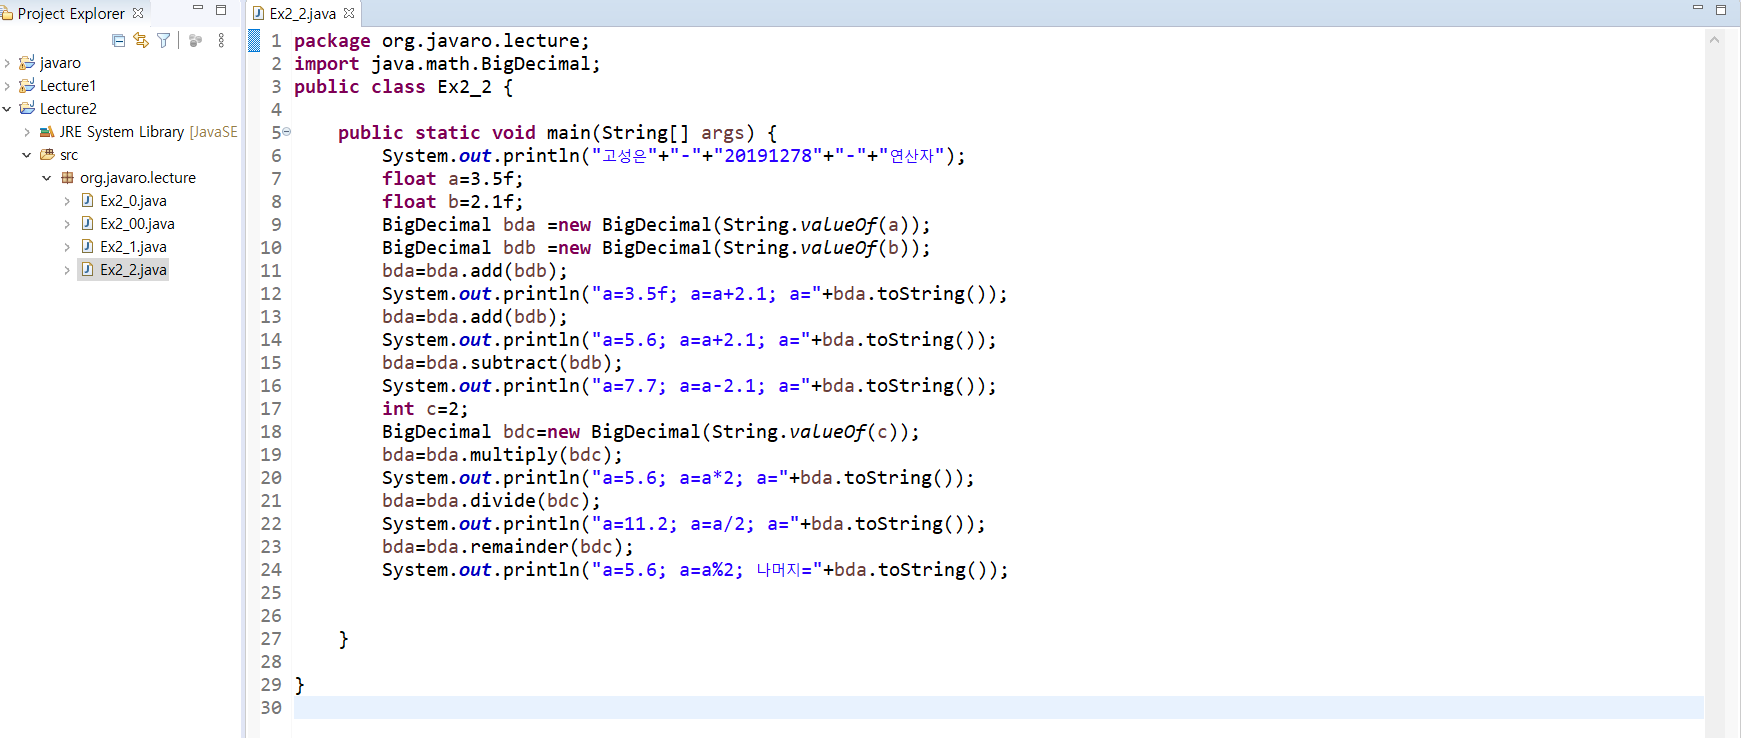 Project Explorer
javaro
Lecture1
Lecture2
JRE System Library [JavaSE
src
org.javaro.lecture
Ex2_0.java
Ex2_00.java
Ex2_1.java
Ex2_2.java
Ex2_2.java
1 package org.javaro.lecture;
2 import java.math.BigDecimal;
3 public class Ex2_2 {
4
5 public static void main(String[] args) {
6 System.out.println("고성은"+"-"+"20191278"+"-"+"연산자");
7 float a=3.5f;
8 float b=2.1f;
9 BigDecimal bda =new BigDecimal(String.valueOf(a));
10 BigDecimal bdb =new BigDecimal(String.valueOf(b));
11 bda=bda.add(bdb);
12 System.out.println("a=3.5f; a=a+2.1; a="+bda.toString());
13 bda=bda.add(bdb);
14 System.out.println("a=5.6; a=a+2.1; a="+bda.toString());
15 bda=bda.subtract(bdb);
16 System.out.println("a=7.7; a=a-2.1; a="+bda.toString());
17 int c=2;
18 BigDecimal bdc=new BigDecimal(String.valueOf(c));
19 bda=bda.multiply(bdc);
20 System.out.println("a=5.6; a=a*2; a="+bda.toString());
21 bda=bda.divide(bdc);
22 System.out.println("a=11.2; a=a/2; a="+bda.toString());
23 bda=bda.remainder(bdc);
24 System.out.println("a=5.6; a=a%2; 나머지="+bda.toString());
25
26
27 }
28
29 }
30